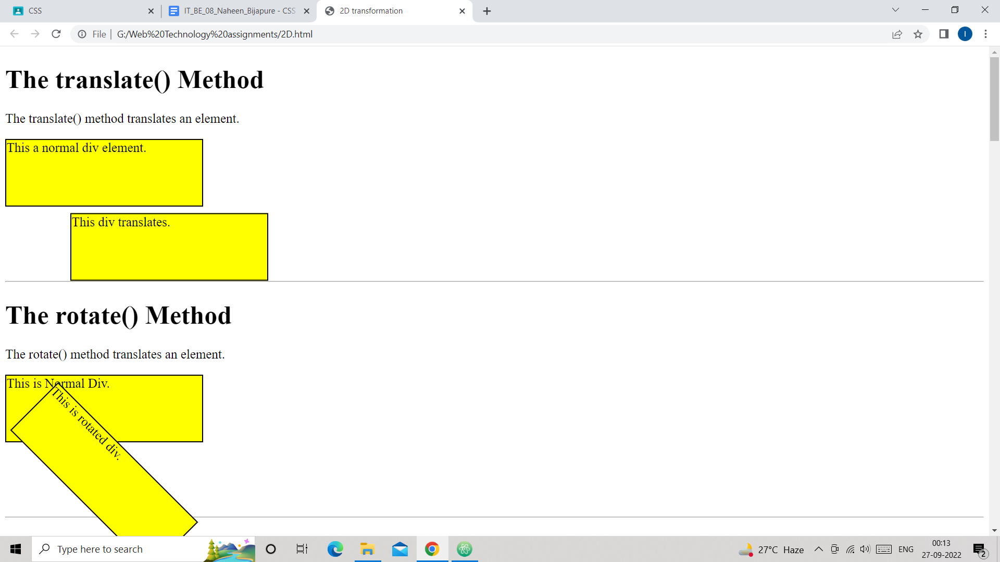 CSS
IT_BE_08_Naheen_Bijapure - CSS
2D transformation
File | G:/Web%20Technology%20assignments/2D.html
I
The translate() Method
The translate() method translates an element.
This a normal div element.
This div translates.
The rotate() Method
The rotate() method translates an element.
This is Normal Div.
This is rotated div.
Type here to search
27°C Haze
ENG
00:13
27-09-2022
2